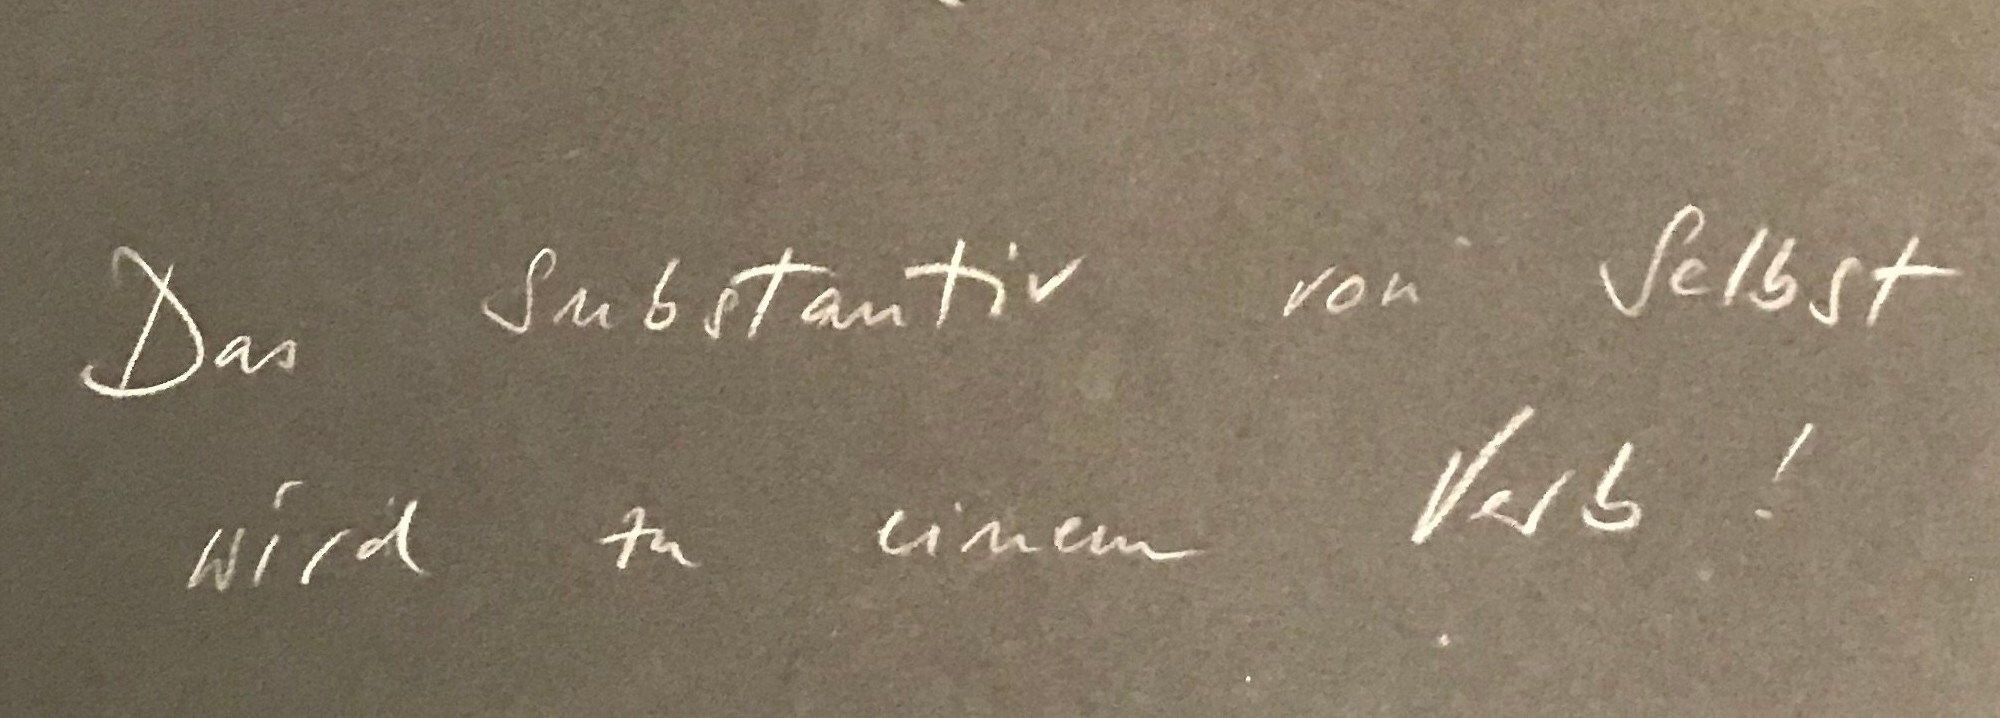 Das Substantiv von Selbst
wird zu einem Verb!